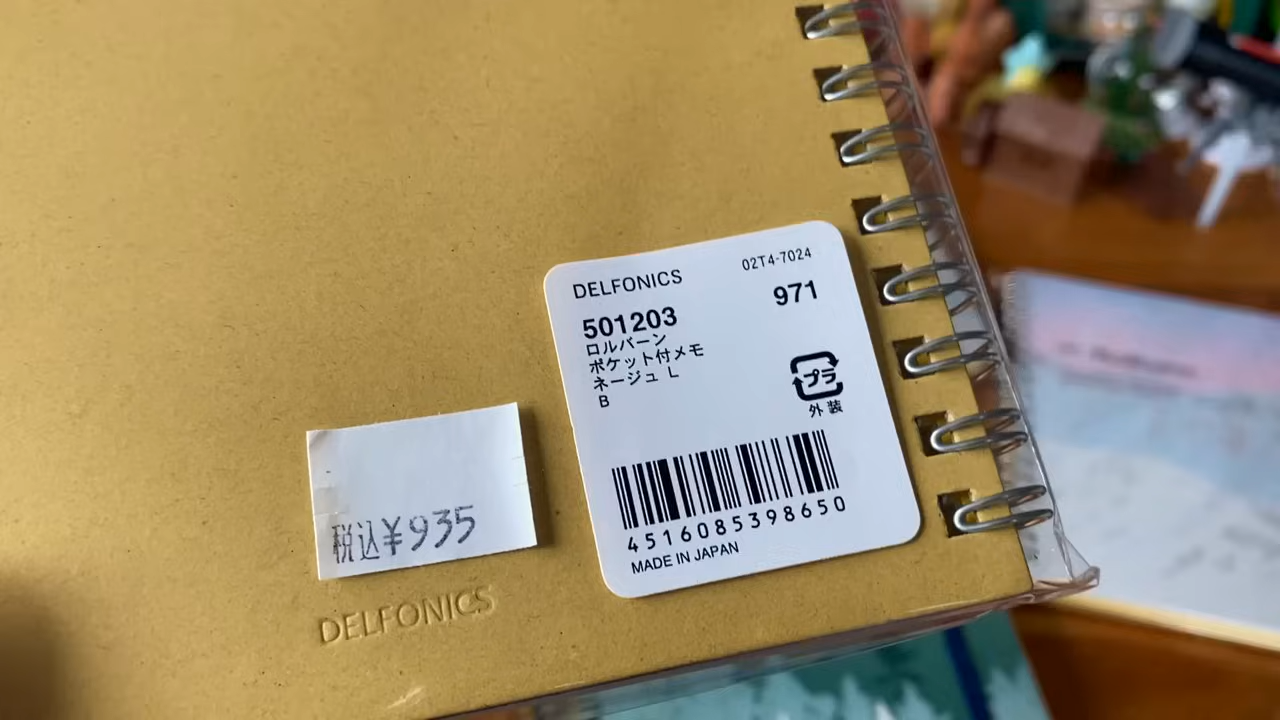 DELFONICS
02T4-7024
501203
971
ロルバーン
ポケット付メモ
ネージュ L
B
プラ
外装
4516085398650
MADE IN JAPAN
税込¥935
DELFONICS